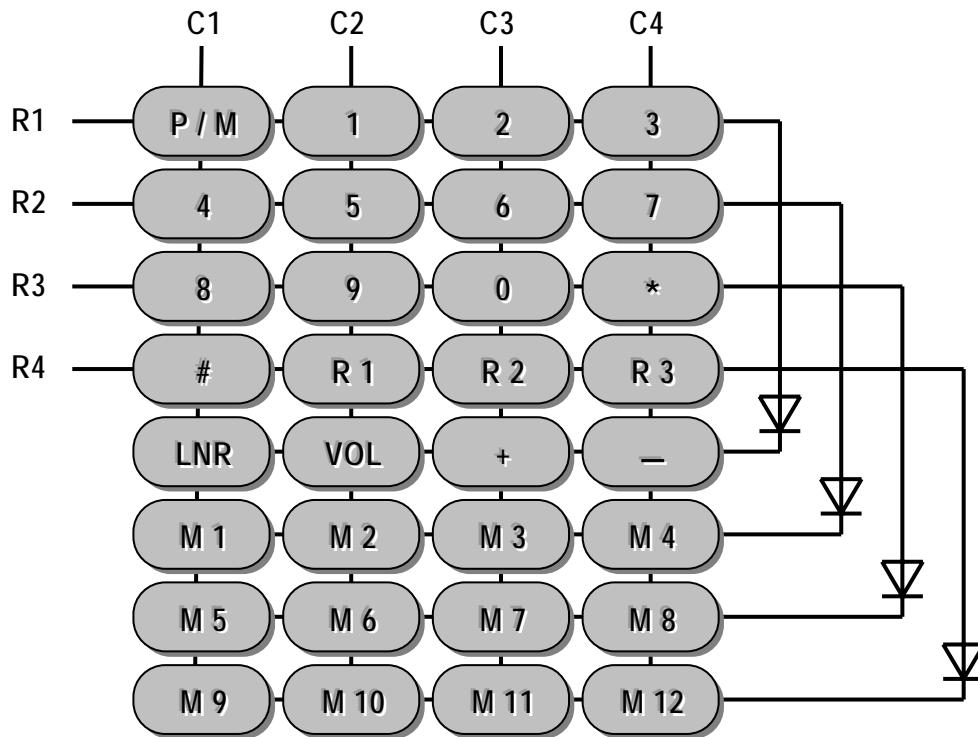 C1 C2 C3 C4
R1 P / M 1 2 3
R2 4 5 6 7
R3 8 9 0 *
R4 # R 1 R 2 R 3
LNR VOL + –
M 1 M 2 M 3 M 4
M 5 M 6 M 7 M 8
M 9 M 10 M 11 M 12